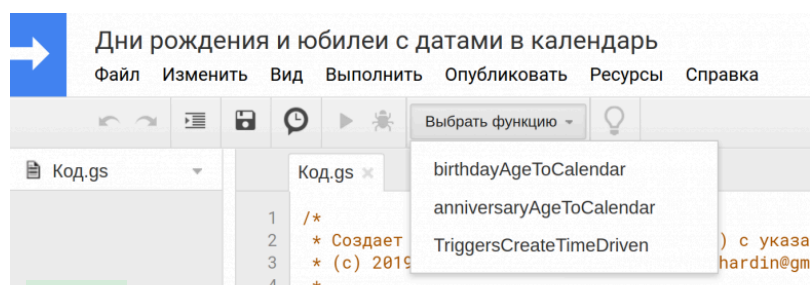 Дни рождения и юбилеи с датами в календарь
Файл Изменить Вид Выполнить Опубликовать Ресурсы Справка
Выбрать функцию
Код.gs
Код.gs
birthdayAgeToCalendar
anniversaryAgeToCalendar
TriggersCreateTimeDriven
1 /*
2 * Создает ) с указа
3 * (c) 2019 hardin@gm
4 *